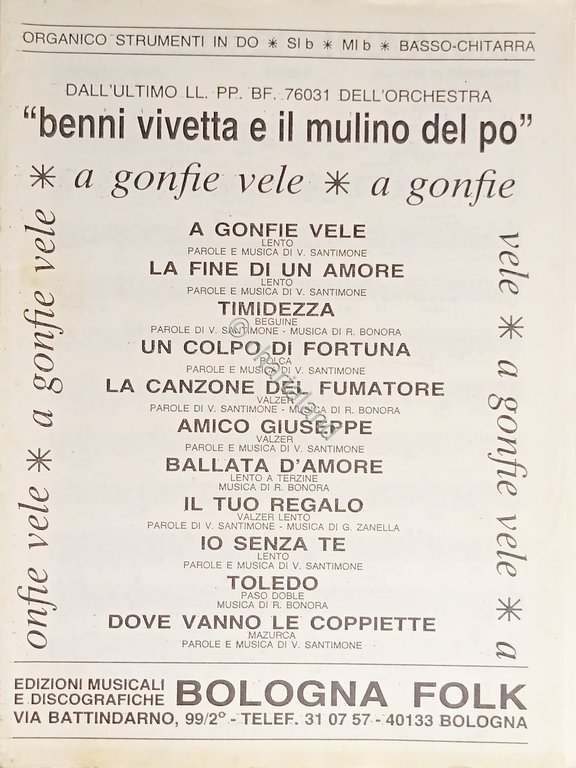 ORGANICO STRUMENTI IN DO ✳ SI b ✳ MI b ✳ BASSO-CHITARRA
DALL'ULTIMO LL. PP. BF. 76031 DELL'ORCHESTRA
"benni vivetta e il mulino del po"
✳ a gonfie vele ✳ a gonfie
vele ✳ a gonfie vele ✳ a
onfie vele ✳ a gonfie vele
A GONFIE VELE
LENTO
PAROLE E MUSICA DI V. SANTIMONE
LA FINE DI UN AMORE
LENTO
PAROLE E MUSICA DI V. SANTIMONE
TIMIDEZZA
BEGUINE
PAROLE DI V. SANTIMONE - MUSICA DI R. BONORA
UN COLPO DI FORTUNA
POLCA
PAROLE E MUSICA DI V. SANTIMONE
LA CANZONE DEL FUMATORE
VALZER
PAROLE DI V. SANTIMONE - MUSICA DI R. BONORA
AMICO GIUSEPPE
VALZER
PAROLE E MUSICA DI V. SANTIMONE
BALLATA D'AMORE
LENTO A TERZINE
MUSICA DI R. BONORA
IL TUO REGALO
VALZER LENTO
PAROLE DI V. SANTIMONE - MUSICA DI G. ZANELLA
IO SENZA TE
LENTO
PAROLE E MUSICA DI V. SANTIMONE
TOLEDO
PASO DOBLE
MUSICA DI R. BONORA
DOVE VANNO LE COPPIETTE
MAZURCA
PAROLE E MUSICA DI V. SANTIMONE
EDIZIONI MUSICALI
E DISCOGRAFICHE
BOLOGNA FOLK
VIA BATTINDARNO, 99/2° - TELEF. 31 07 57 - 40133 BOLOGNA